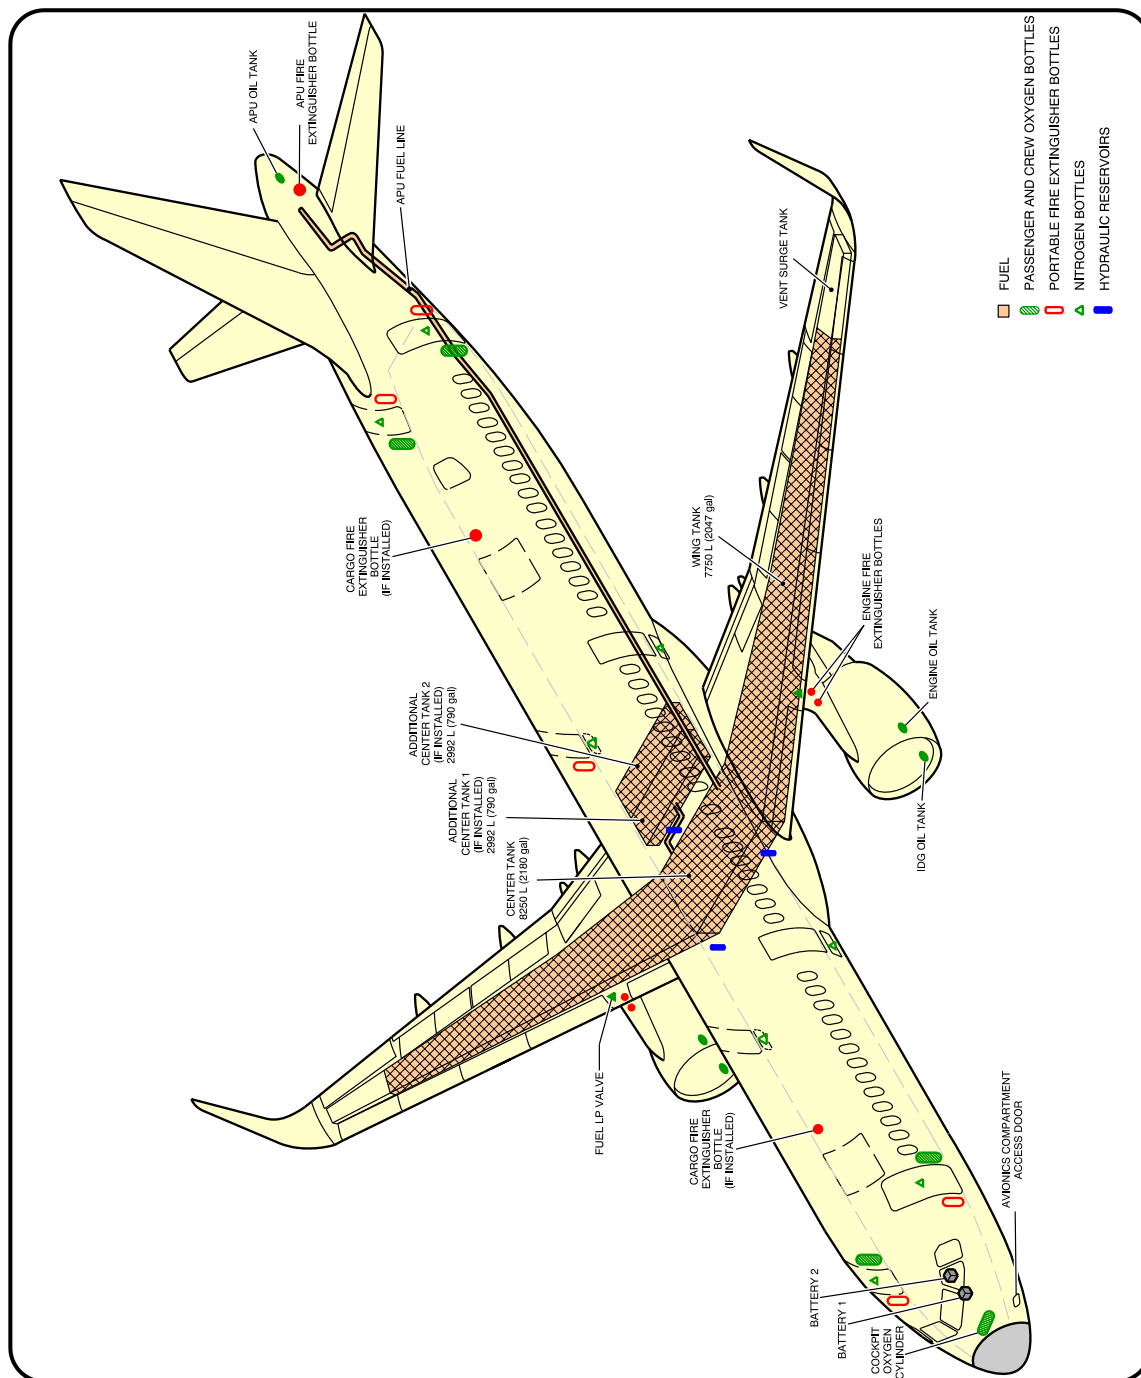 APU OIL TANK
APU FIRE
EXTINGUISHER BOTTLE
APU FUEL LINE
VENT SURGE TANK
CARGO FIRE
EXTINGUISHER
BOTTLE
(IF INSTALLED)
WING TANK
7750 L (2047 gal)
ENGINE FIRE
EXTINGUISHER BOTTLES
ENGINE OIL TANK
IDG OIL TANK
ADDITIONAL
CENTER TANK 2
(IF INSTALLED)
2992 L (790 gal)
ADDITIONAL
CENTER TANK 1
(IF INSTALLED)
2992 L (790 gal)
CENTER TANK
8250 L (2180 gal)
FUEL LP VALVE
CARGO FIRE
EXTINGUISHER
BOTTLE
(IF INSTALLED)
AVIONICS COMPARTMENT
ACCESS DOOR
BATTERY 2
BATTERY 1
COCKPIT
OXYGEN
CYLINDER
FUEL
PASSENGER AND CREW OXYGEN BOTTLES
PORTABLE FIRE EXTINGUISHER BOTTLES
NITROGEN BOTTLES
HYDRAULIC RESERVOIRS